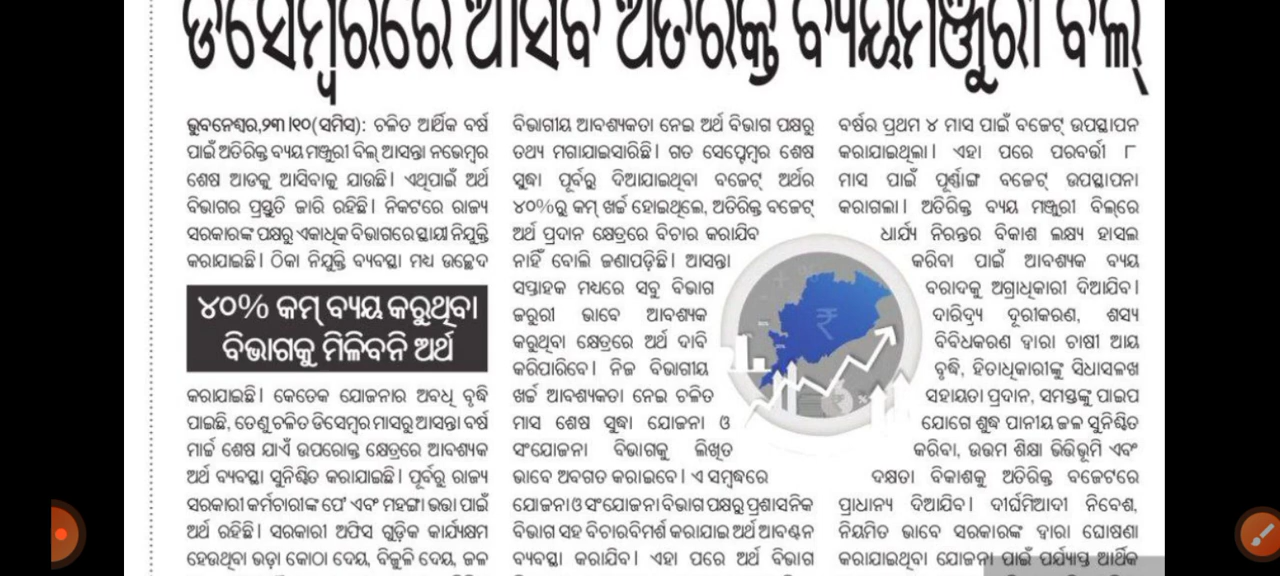 ଡିସେମ୍ବରରେ ଆସିବ ଅତିରିକ୍ତ ବ୍ୟୟମଞ୍ଜୁରୀ ବିଲ୍
ଭୁବନେଶ୍ୱର,୨୩।୧୦(ସମିସ): ଚଳିତ ଆର୍ଥିକ ବର୍ଷ
ପାଇଁ ଅତିରିକ୍ତ ବ୍ୟୟମଞ୍ଜୁରୀ ବିଲ୍ ଆସନ୍ତା ନଭେମ୍ବର
ଶେଷ ଆଡକୁ ଆସିବାକୁ ଯାଉଛି। ଏଥିପାଇଁ ଅର୍ଥ
ବିଭାଗର ପ୍ରସ୍ତୁତି ଜାରି ରହିଛି। ନିକଟରେ ରାଜ୍ୟ
ସରକାରଙ୍କ ପକ୍ଷରୁ ଏକାଧିକ ବିଭାଗରେ ସ୍ଥାୟୀ ନିଯୁକ୍ତି
କରାଯାଇଛି। ଠିକା ନିଯୁକ୍ତି ବ୍ୟବସ୍ଥା ମଧ୍ୟ ଉଚ୍ଛେଦ
୪୦% କମ୍ ବ୍ୟୟ କରୁଥିବା
ବିଭାଗକୁ ମିଳିବନି ଅର୍ଥ
କରାଯାଇଛି। କେତେକ ଯୋଜନାର ଅବଧି ବୃଦ୍ଧି
ପାଇଛି, ତେଣୁ ଚଳିତ ଡିସେମ୍ବର ମାସରୁ ଆସନ୍ତା ବର୍ଷ
ମାର୍ଚ୍ଚ ଶେଷ ଯାଏଁ ଉପରୋକ୍ତ କ୍ଷେତ୍ରରେ ଆବଶ୍ୟକ
ଅର୍ଥ ବ୍ୟବସ୍ଥା ସୁନିଶ୍ଚିତ କରାଯାଇଛି। ପୂର୍ବରୁ ରାଜ୍ୟ
ସରକାରୀ କର୍ମଚାରୀଙ୍କ ପେ' ଏବଂ ମହଙ୍ଗା ଭତ୍ତା ପାଇଁ
ଅର୍ଥ ରହିଛି। ସରକାରୀ ଅଫିସ ଗୁଡ଼ିକ କାର୍ଯ୍ୟକ୍ଷମ
ହେଉଥିବା ଭଡ଼ା କୋଠା ଦେୟ, ବିଜୁଳି ଦେୟ, ଜଳ
ବିଭାଗୀୟ ଆବଶ୍ୟକତା ନେଇ ଅର୍ଥ ବିଭାଗ ପକ୍ଷରୁ
ତଥ୍ୟ ମଗାଯାଇସାରିଛି। ଗତ ସେପ୍ଟେମ୍ବର ଶେଷ
ସୁଦ୍ଧା ପୂର୍ବରୁ ଦିଆଯାଇଥିବା ବଜେଟ୍ ଅର୍ଥର
୪୦%ରୁ କମ୍ ଖର୍ଚ୍ଚ ହୋଇଥିଲେ, ଅତିରିକ୍ତ ବଜେଟ୍
ଅର୍ଥ ପ୍ରଦାନ କ୍ଷେତ୍ରରେ ବିଚାର କରାଯିବ
ନାହିଁ ବୋଲି ଜଣାପଡ଼ିଛି। ଆସନ୍ତା
ସପ୍ତାହକ ମଧ୍ୟରେ ସବୁ ବିଭାଗ
ଜରୁରୀ ଭାବେ ଆବଶ୍ୟକ
କରୁଥିବା କ୍ଷେତ୍ରରେ ଅର୍ଥ ଦାବି
କରିପାରିବେ। ନିଜ ବିଭାଗୀୟ
ଖର୍ଚ୍ଚ ଆବଶ୍ୟକତା ନେଇ ଚଳିତ
ମାସ ଶେଷ ସୁଦ୍ଧା ଯୋଜନା ଓ
ସଂଯୋଜନା ବିଭାଗକୁ ଲିଖିତ
ଭାବେ ଅବଗତ କରାଇବେ। ଏ ସମ୍ବନ୍ଧରେ
ଯୋଜନା ଓ ସଂଯୋଜନା ବିଭାଗ ପକ୍ଷରୁ ପ୍ରଶାସନିକ
ବିଭାଗ ସହ ବିଚାରବିମର୍ଶ କରାଯାଇ ଅର୍ଥ ଆବଣ୍ଟନ
ବ୍ୟବସ୍ଥା କରାଯିବ। ଏହା ପରେ ଅର୍ଥ ବିଭାଗ
ବର୍ଷର ପ୍ରଥମ ୪ ମାସ ପାଇଁ ବଜେଟ୍ ଉପସ୍ଥାପନ
କରାଯାଇଥିଲା। ଏହା ପରେ ପରବର୍ତ୍ତୀ ୮
ମାସ ପାଇଁ ପୂର୍ଣ୍ଣାଙ୍ଗ ବଜେଟ୍ ଉପସ୍ଥାପନା
କରାଗଲା। ଅତିରିକ୍ତ ବ୍ୟୟ ମଞ୍ଜୁରୀ ବିଲ୍‌ରେ
ଧାର୍ଯ୍ୟ ନିରନ୍ତର ବିକାଶ ଲକ୍ଷ୍ୟ ହାସଲ
କରିବା ପାଇଁ ଆବଶ୍ୟକ ବ୍ୟୟ
ବରାଦକୁ ଅଗ୍ରାଧିକାରୀ ଦିଆଯିବ।
ଦାରିଦ୍ର୍ୟ ଦୂରୀକରଣ, ଶସ୍ୟ
ବିବିଧକରଣ ଦ୍ୱାରା ଚାଷୀ ଆୟ
ବୃଦ୍ଧି, ହିତାଧିକାରୀଙ୍କୁ ସିଧାସଳଖ
ସହାୟତା ପ୍ରଦାନ, ସମସ୍ତଙ୍କୁ ପାଇପ
ଯୋଗେ ଶୁଦ୍ଧ ପାନୀୟ ଜଳ ସୁନିଶ୍ଚିତ
କରିବା, ଉତ୍ତମ ଶିକ୍ଷା ଭିତ୍ତିଭୂମି ଏବଂ
ଦକ୍ଷତା ବିକାଶକୁ ଅତିରିକ୍ତ ବଜେଟରେ
ପ୍ରାଧାନ୍ୟ ଦିଆଯିବ। ଦୀର୍ଘମିଆଦୀ ନିବେଶ,
ନିୟମିତ ଭାବେ ସରକାରଙ୍କ ଦ୍ୱାରା ଘୋଷଣା
କରାଯାଇଥିବା ଯୋଜନା ପାଇଁ ପର୍ଯ୍ୟାପ୍ତ ଆର୍ଥିକ